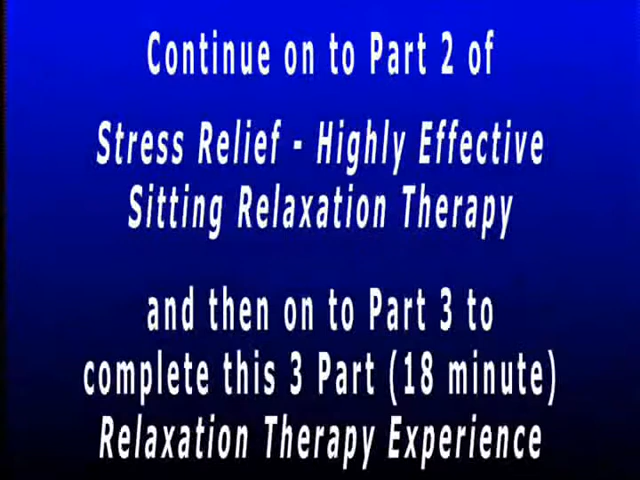 Continue on to Part 2 of
Stress Relief - Highly Effective
Sitting Relaxation Therapy
and then on to Part 3 to
complete this 3 Part (18 minute)
Relaxation Therapy Experience